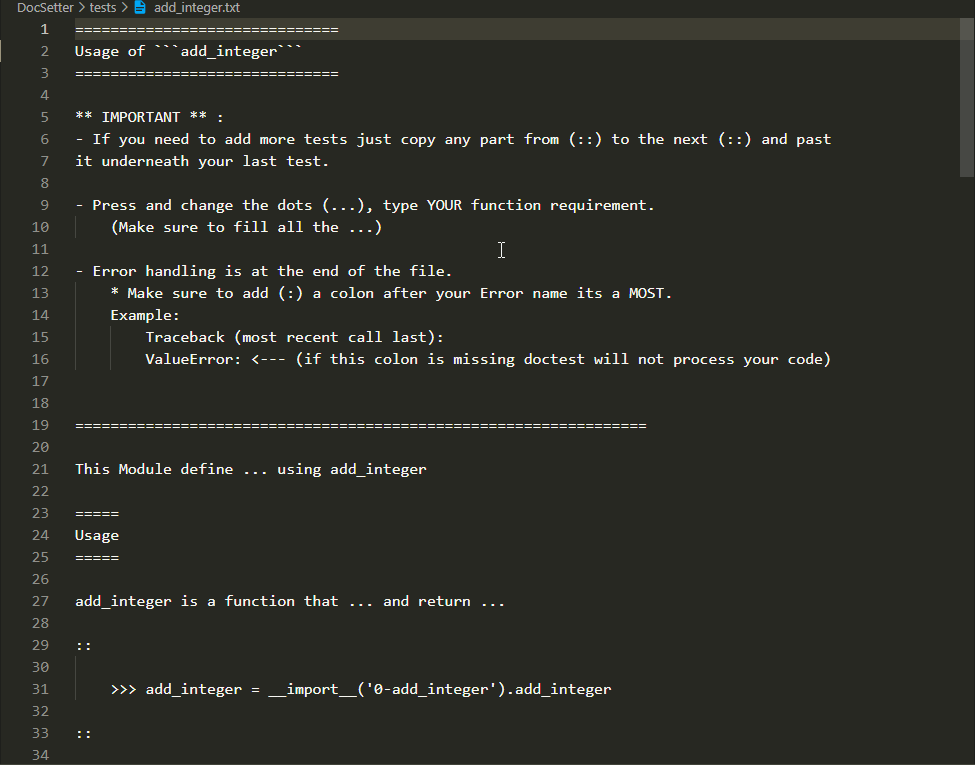 DocSetter > tests > add_integer.txt
1 ==============================
2 Usage of ```add_integer```
3 ==============================
4
5 ** IMPORTANT ** :
6 - If you need to add more tests just copy any part from (::) to the next (::) and past
7 it underneath your last test.
8
9 - Press and change the dots (...), type YOUR function requirement.
10     (Make sure to fill all the ...)
11
12 - Error handling is at the end of the file.
13     * Make sure to add (:) a colon after your Error name its a MOST.
14     Example:
15         Traceback (most recent call last):
16         ValueError: <--- (if this colon is missing doctest will not process your code)
17
18
19 =================================================================
20
21 This Module define ... using add_integer
22
23 =====
24 Usage
25 =====
26
27 add_integer is a function that ... and return ...
28
29 ::
30
31     >>> add_integer = __import__('0-add_integer').add_integer
32
33 ::
34